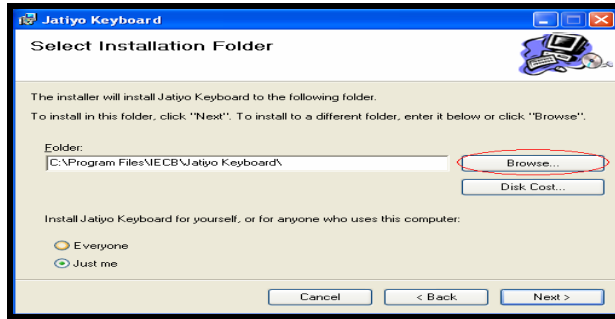 Jatiyo Keyboard
Select Installation Folder
The installer will install Jatiyo Keyboard to the following folder.
To install in this folder, click "Next". To install to a different folder, enter it below or click "Browse".
Folder:
C:\Program Files\IECB\Jatiyo Keyboard\
Browse...
Disk Cost...
Install Jatiyo Keyboard for yourself, or for anyone who uses this computer:
Everyone
Just me
Cancel
< Back
Next >